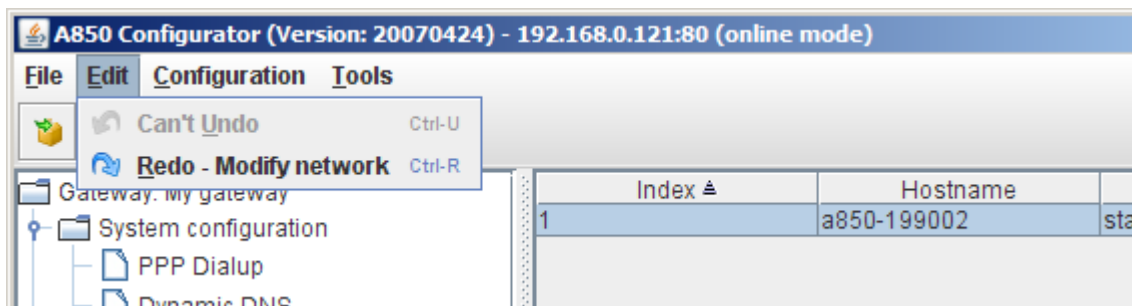 A850 Configurator (Version: 20070424) - 192.168.0.121:80 (online mode)
File Edit Configuration Tools
Can't Undo Ctrl-U
Redo - Modify network Ctrl-R
Gateway: My gateway
Index Hostname
1 a850-199002 sta
System configuration
PPP Dialup
Dynamic DNS